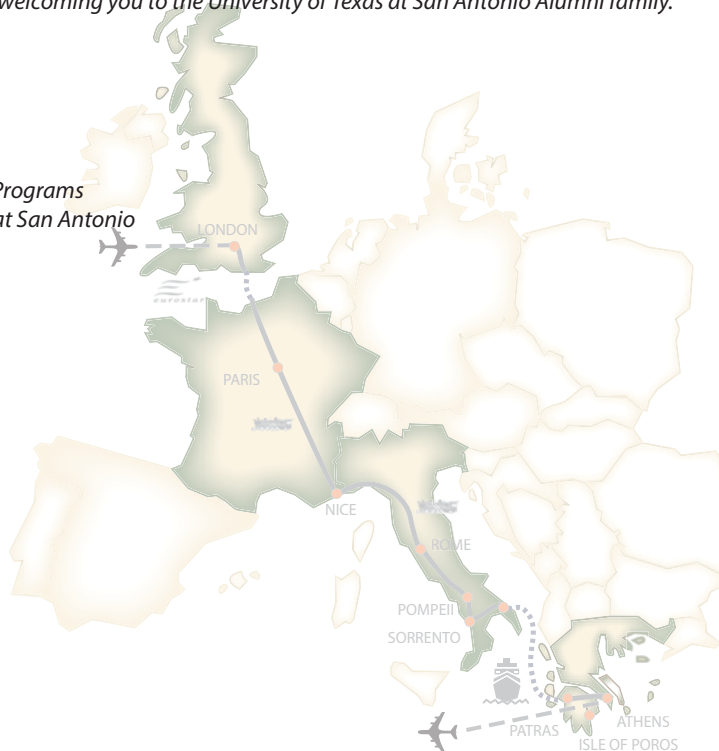 welcoming you to the University of Texas at San Antonio Alumni family.
Programs
at San Antonio
LONDON
eurostar
PARIS
NICE
ROME
POMPEII
SORRENTO
PATRAS
ATHENS
ISLE OF POROS